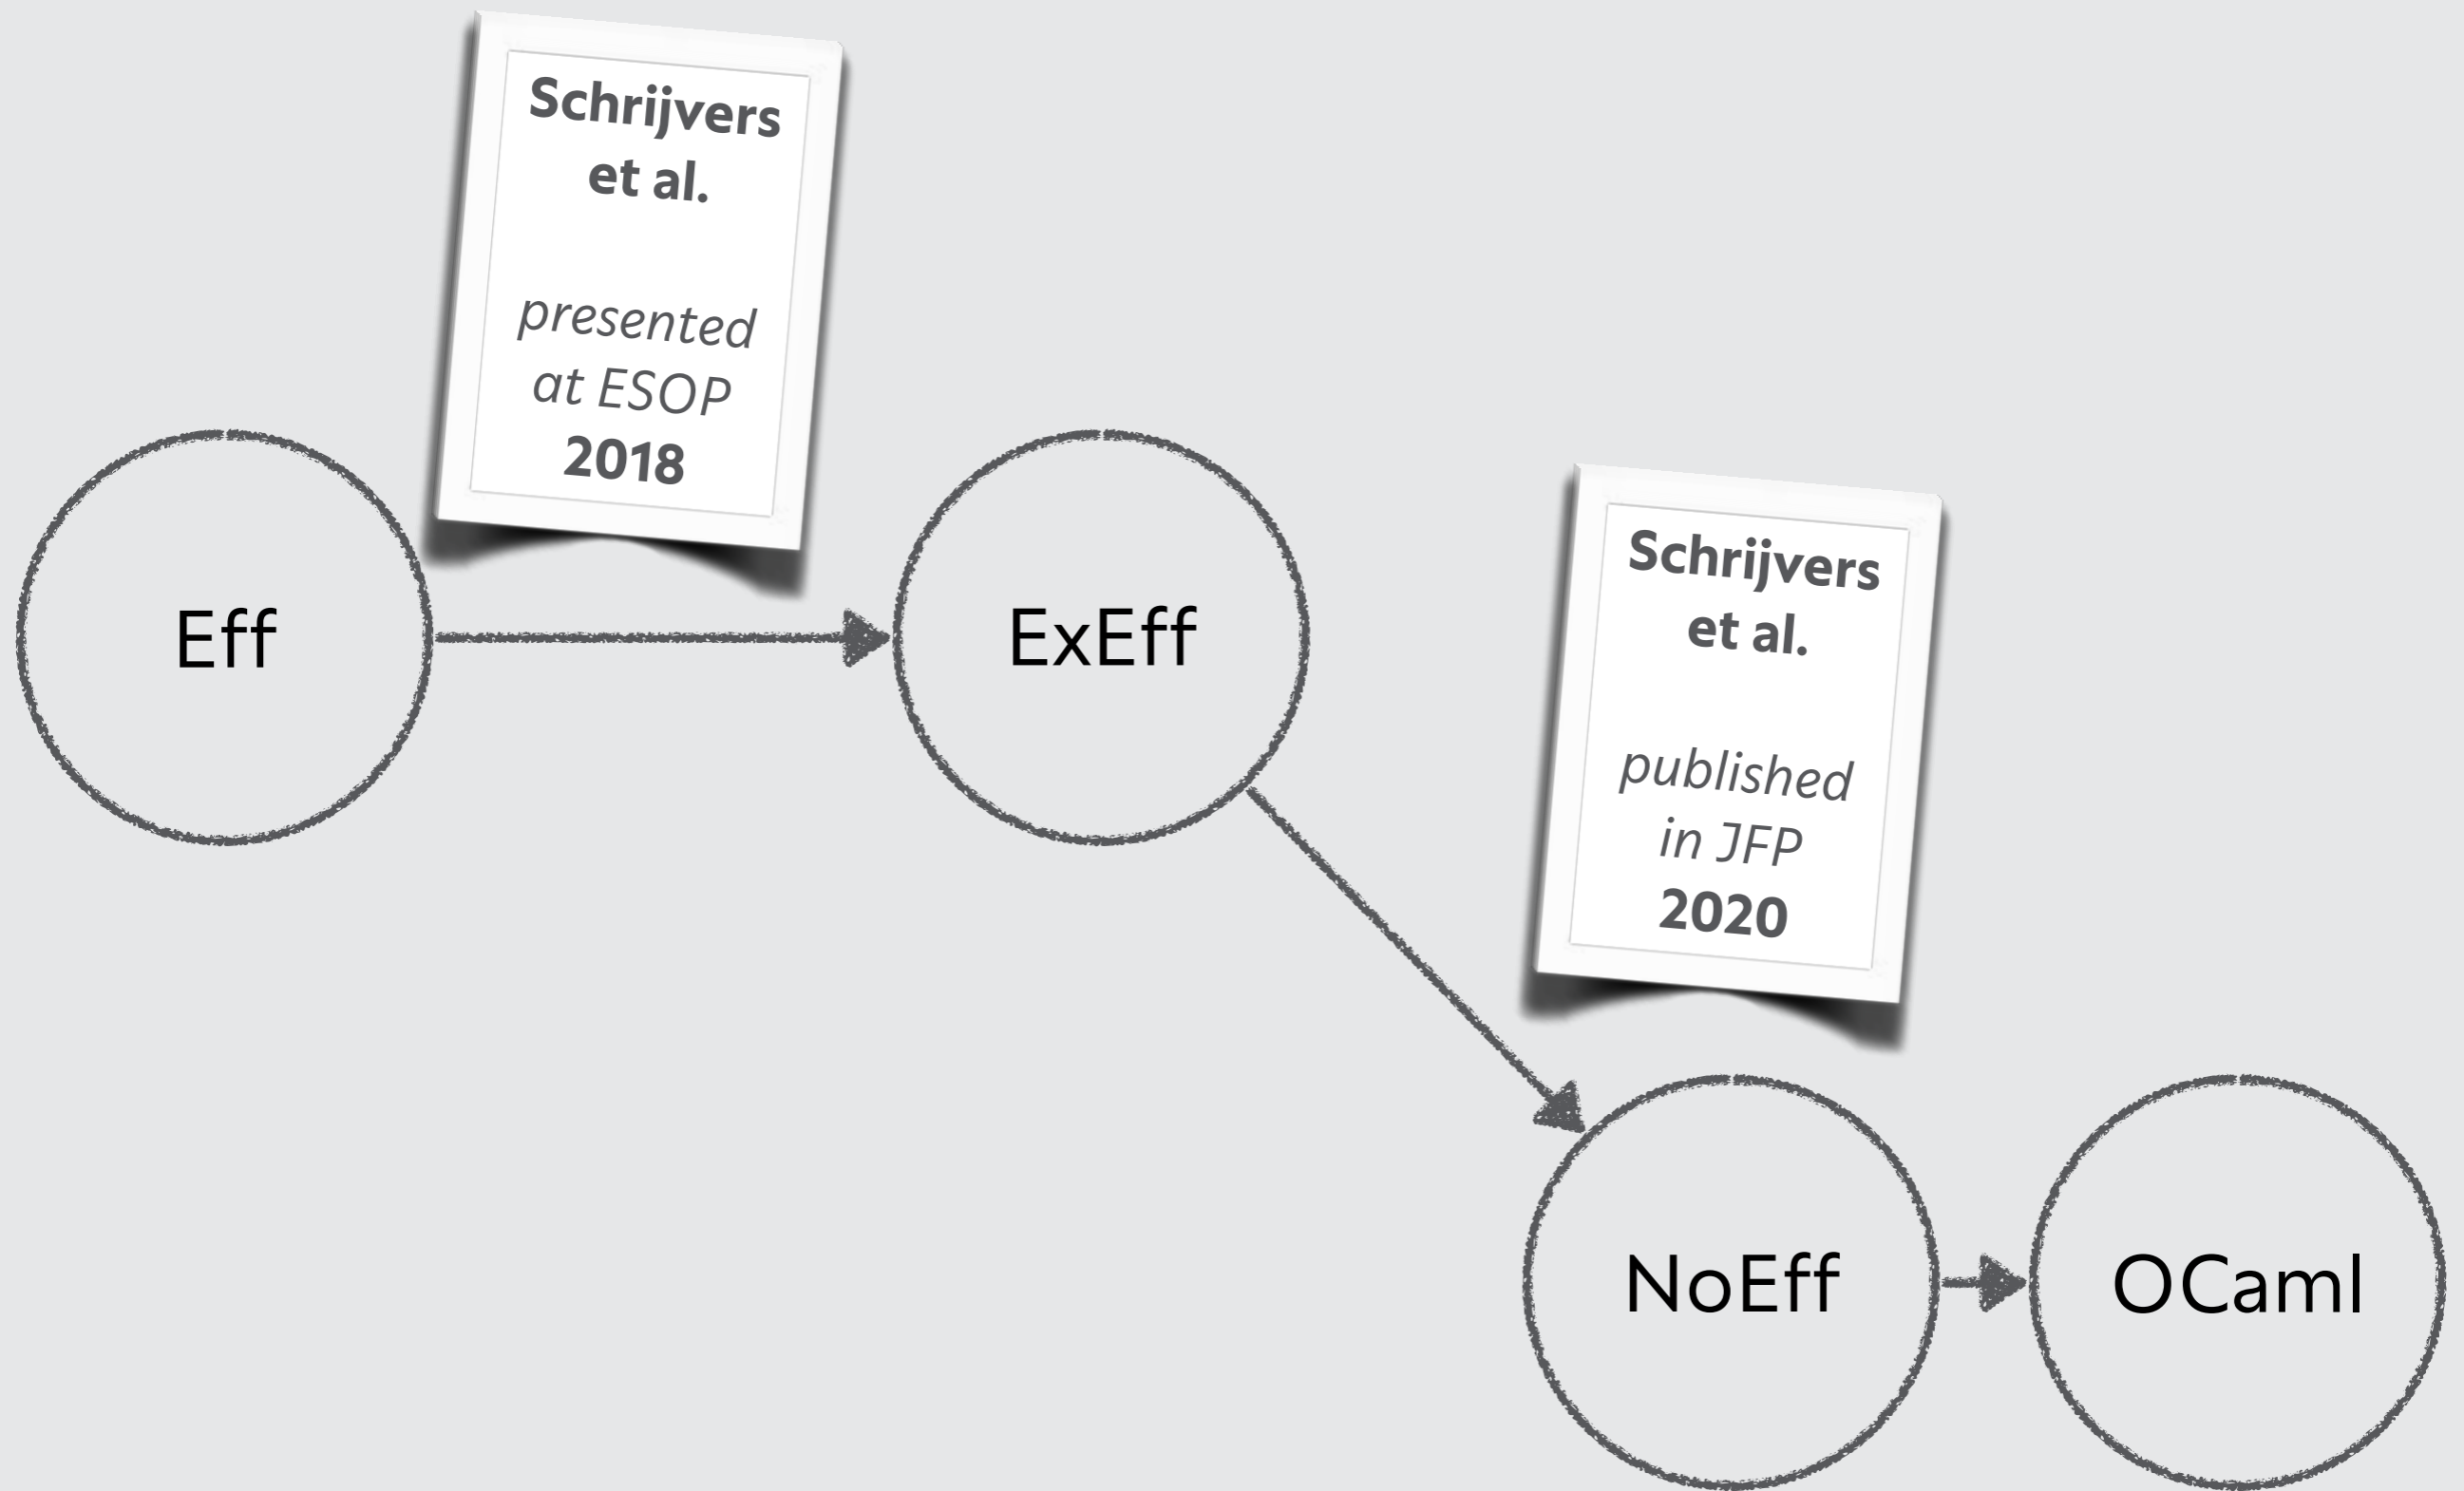 Schrijvers
et al.
presented
at ESOP
2018
Eff
ExEff
Schrijvers
et al.
published
in JFP
2020
NoEff
OCaml